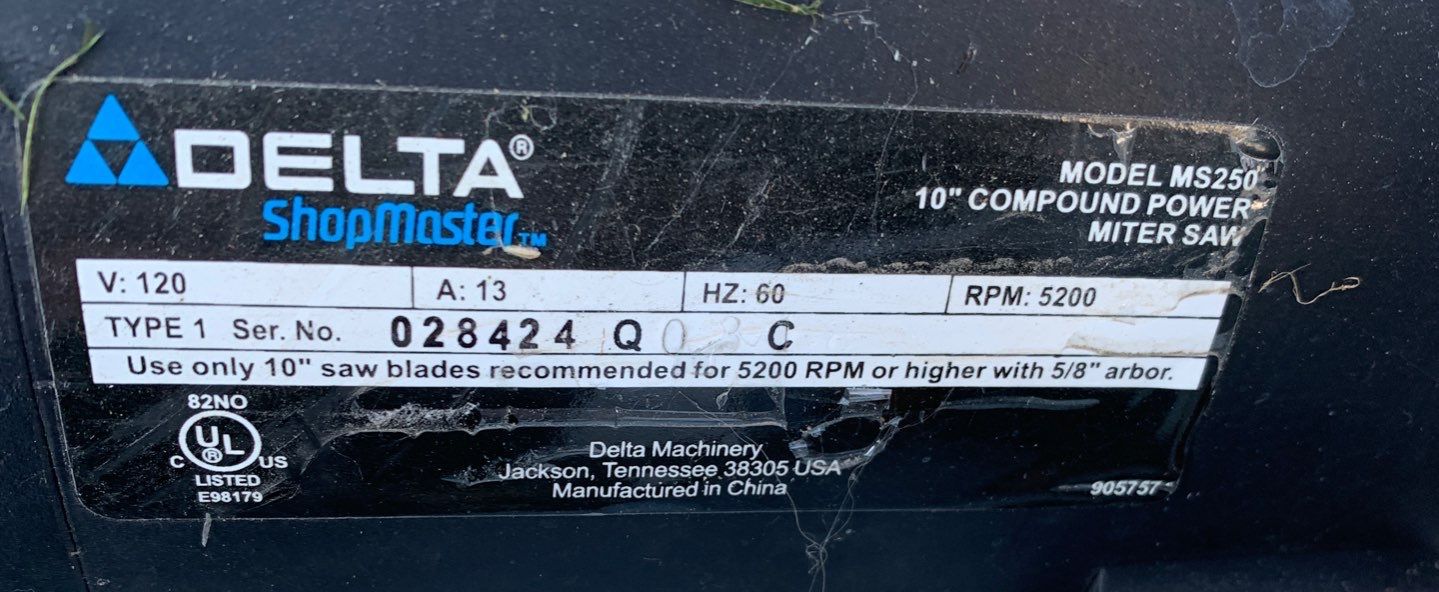 DELTA®
ShopMaster™
MODEL MS250
10" COMPOUND POWER
MITER SAW
V: 120 A: 13 HZ: 60 RPM: 5200
TYPE 1 Ser. No. 028424 Q C
Use only 10" saw blades recommended for 5200 RPM or higher with 5/8" arbor.
82NO
C UL® US
LISTED
E98179
Delta Machinery
Jackson, Tennessee 38305 USA
Manufactured in China
905757